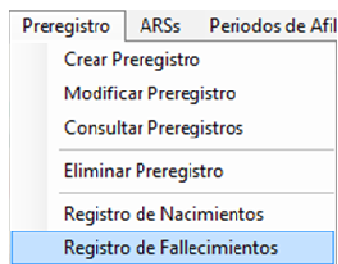 Preregistro ARSs Periodos de Afil
Crear Preregistro
Modificar Preregistro
Consultar Preregistros
Eliminar Preregistro
Registro de Nacimientos
Registro de Fallecimientos